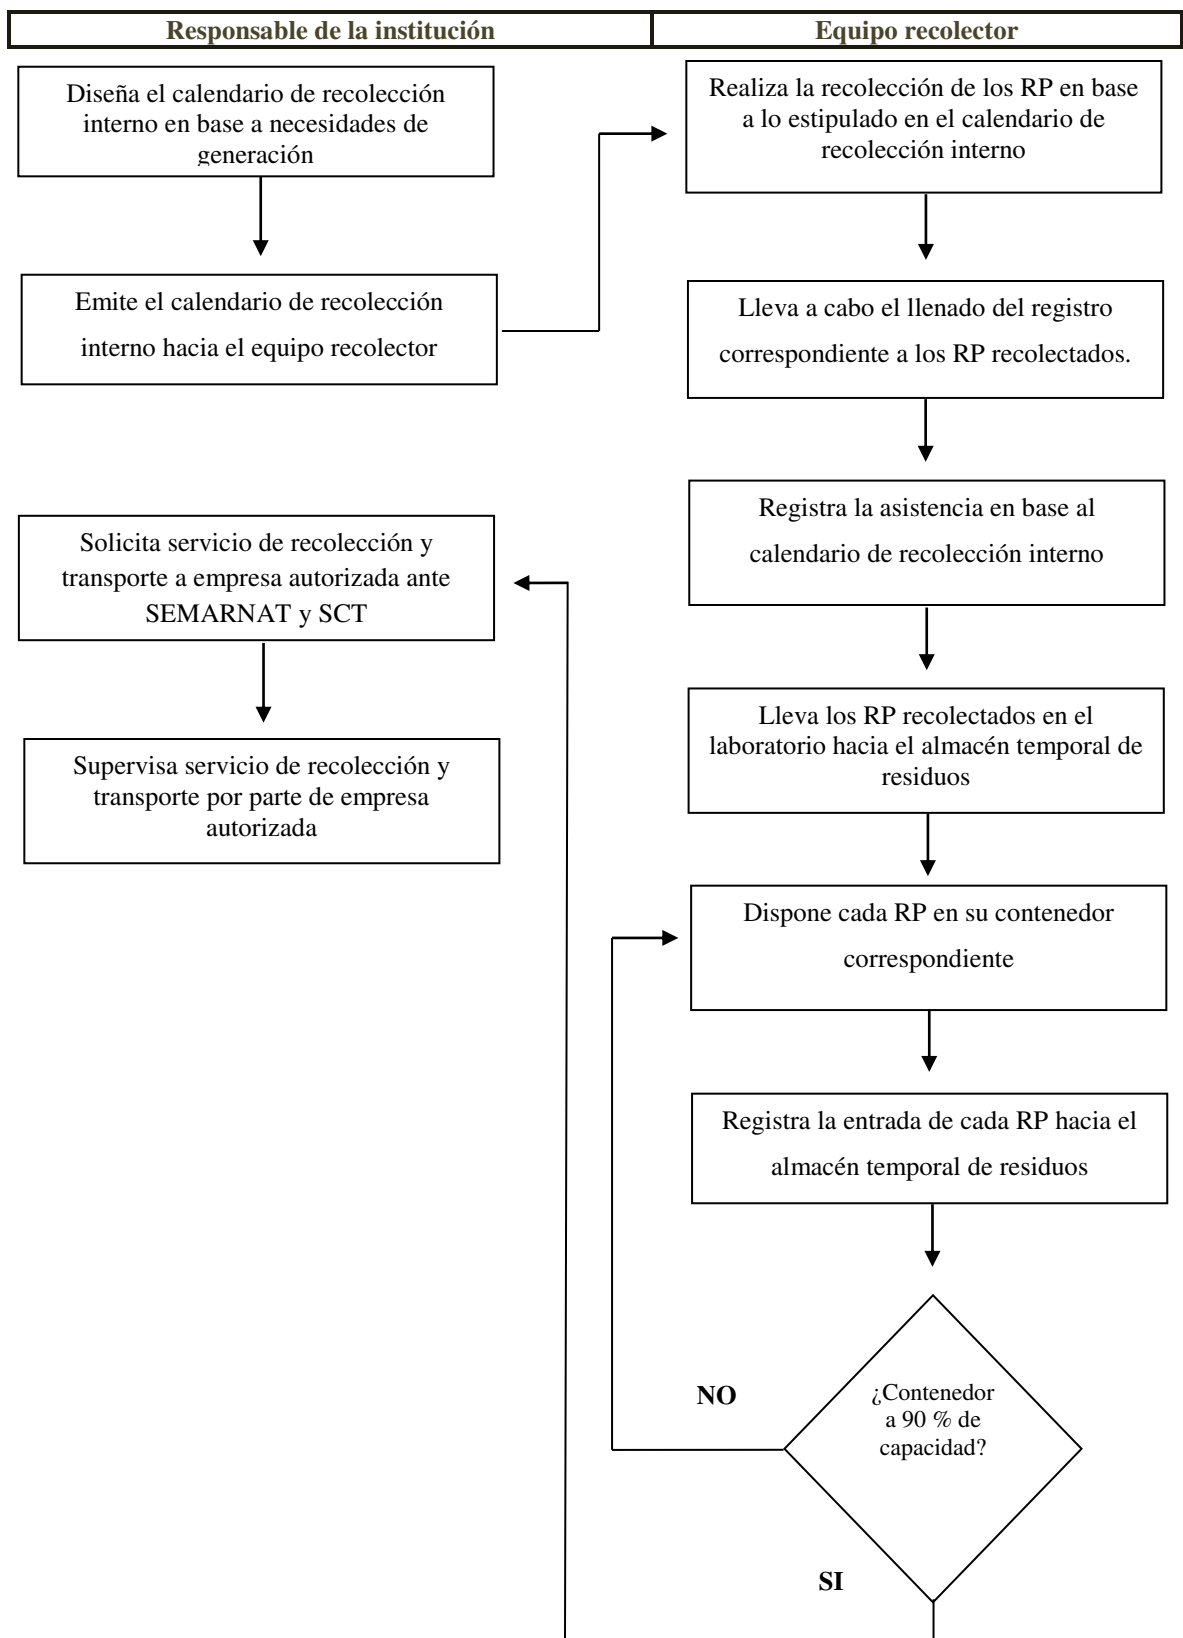 Responsable de la institución
Equipo recolector
Diseña el calendario de recolección
interno en base a necesidades de
generación
Emite el calendario de recolección
interno hacia el equipo recolector
Realiza la recolección de los RP en base
a lo estipulado en el calendario de
recolección interno
Lleva a cabo el llenado del registro
correspondiente a los RP recolectados.
Registra la asistencia en base al
calendario de recolección interno
Lleva los RP recolectados en el
laboratorio hacia el almacén temporal de
residuos
Dispone cada RP en su contenedor
correspondiente
Registra la entrada de cada RP hacia el
almacén temporal de residuos
¿Contenedor
a 90 % de
capacidad?
NO
SI
Solicita servicio de recolección y
transporte a empresa autorizada ante
SEMARNAT y SCT
Supervisa servicio de recolección y
transporte por parte de empresa
autorizada